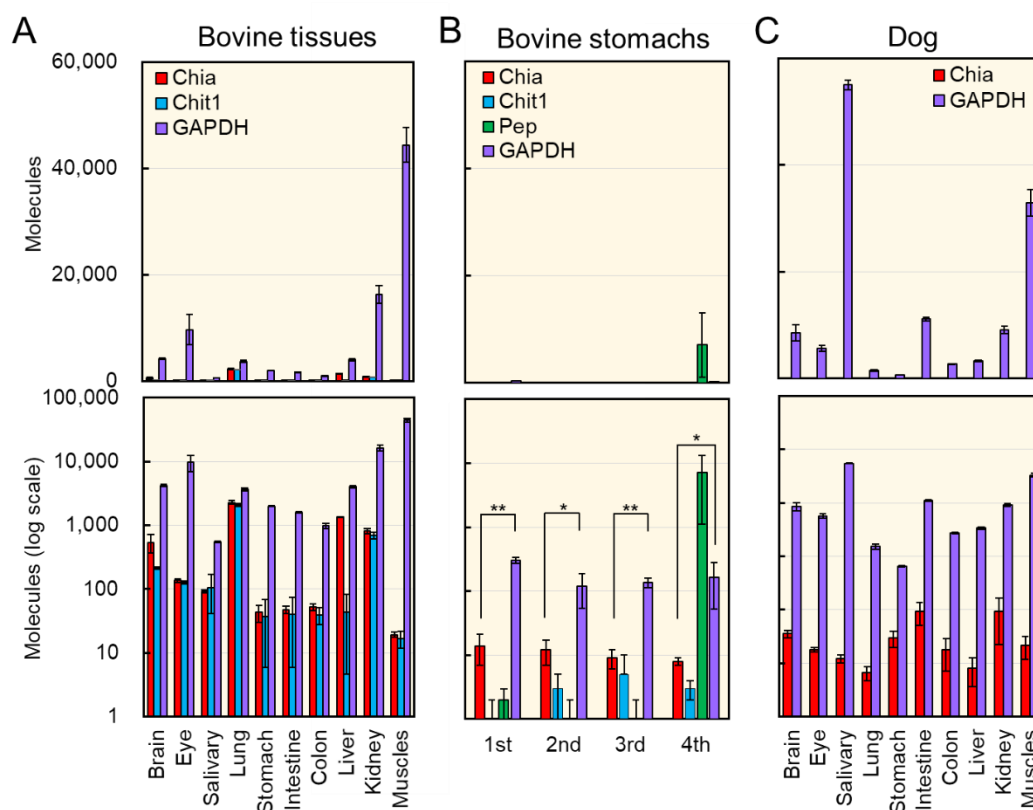 A Bovine tissues
B Bovine stomachs
C Dog
Molecules
60,000
40,000
20,000
0
Chia
Chit1
GAPDH
Chia
Chit1
Pep
GAPDH
Chia
GAPDH
Molecules (log scale)
100,000
10,000
1,000
100
10
1
** * ** *
Brain Eye Salivary Lung Stomach Intestine Colon Liver Kidney Muscles
1st 2nd 3rd 4th
Brain Eye Salivary Lung Stomach Intestine Colon Liver Kidney Muscles